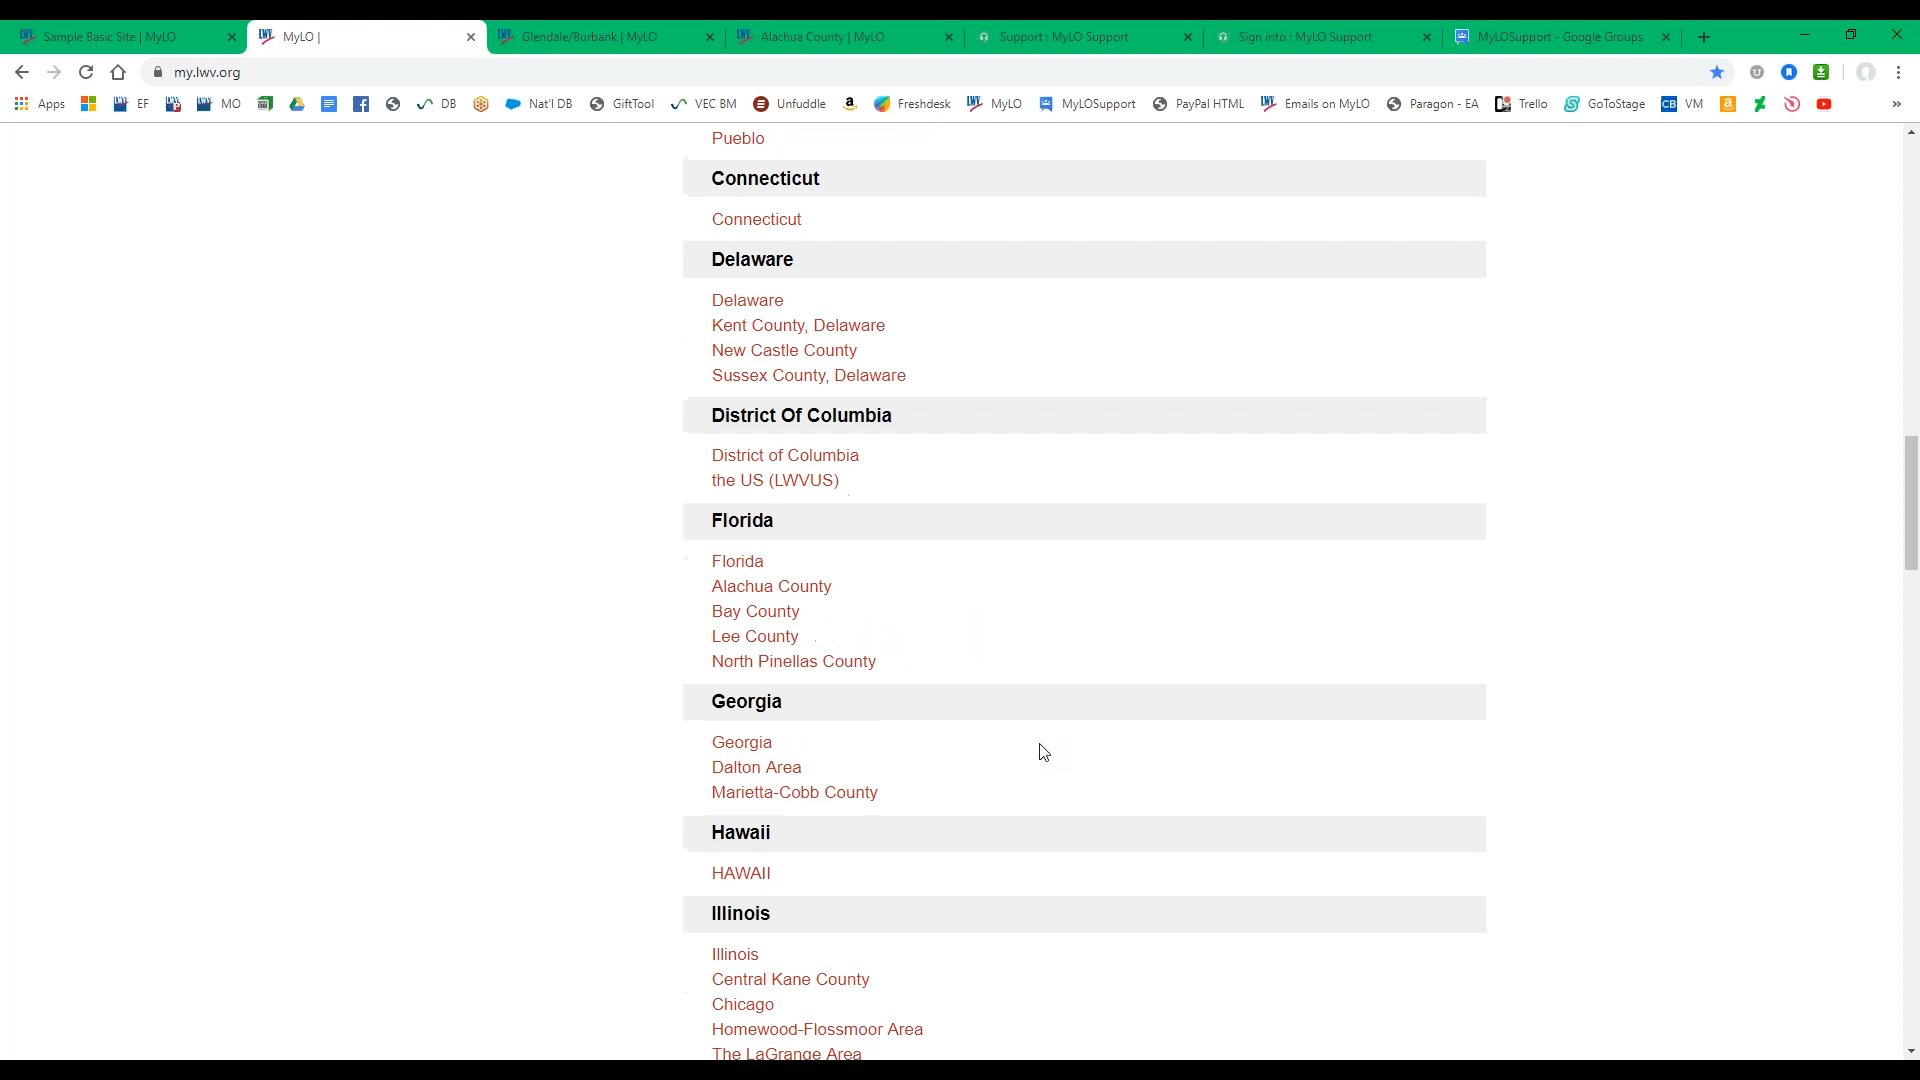 Sample Basic Site | MyLO
MyLO |
Glendale/Burbank | MyLO
Alachua County | MyLO
Support : MyLO Support
Sign into : MyLO Support
MyLOSupport - Google Groups
my.lwv.org
Apps
EF
MO
DB
Nat'l DB
GiftTool
VEC BM
Unfuddle
Freshdesk
MyLO
MyLOSupport
PayPal HTML
Emails on MyLO
Paragon - EA
Trello
GoToStage
CB VM
Pueblo
Connecticut
Connecticut
Delaware
Delaware
Kent County, Delaware
New Castle County
Sussex County, Delaware
District Of Columbia
District of Columbia
the US (LWVUS)
Florida
Florida
Alachua County
Bay County
Lee County
North Pinellas County
Georgia
Georgia
Dalton Area
Marietta-Cobb County
Hawaii
HAWAII
Illinois
Illinois
Central Kane County
Chicago
Homewood-Flossmoor Area
The LaGrange Area